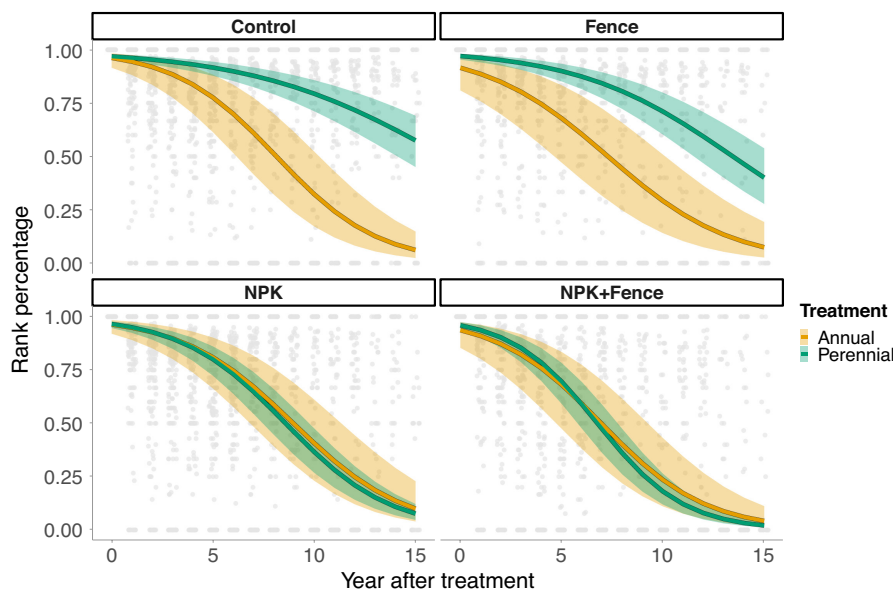 Control
Fence
1.00
0.75
0.50
0.25
0.00
NPK
NPK+Fence
1.00
0.75
0.50
0.25
0.00
0
5
10
15
0
5
10
15
Rank percentage
Year after treatment
Treatment
Annual
Perennial